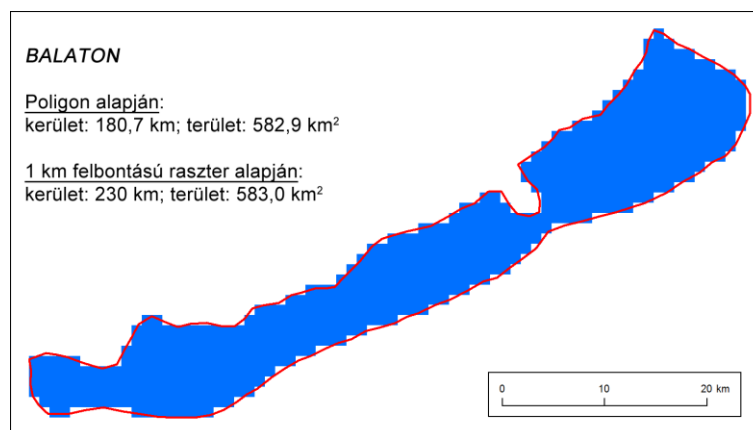 BALATON
Poligon alapján:
kerület: 180,7 km; terület: 582,9 km²
1 km felbontású raszter alapján:
kerület: 230 km; terület: 583,0 km²
0 10 20 km